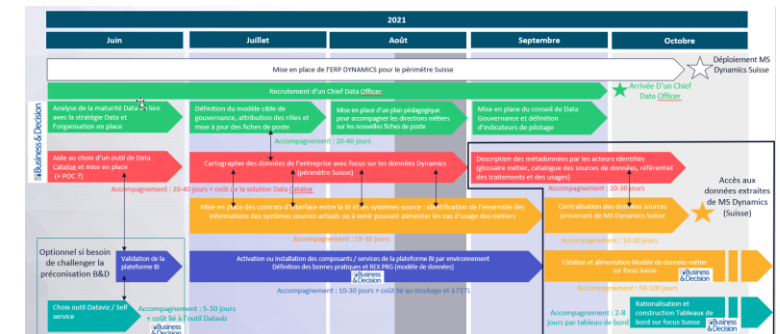 2021
Juin
Juillet
Août
Septembre
Octobre
Mise en place de l'ERP DYNAMICS pour le périmètre Suisse
Déploiement MS
Dynamics Suisse
Recrutement d'un Chief Data Officer
Arrivée D'un Chief
Data Officer
Analyse de la maturité Data en lien
avec la stratégie Data et
l'organisation en place
Définition du modèle cible de
gouvernance, attribution des rôles et
mise à jour des fiches de poste
Mise en place d'un plan pédagogique
pour accompagner les directions métiers
sur les nouvelles fiches de poste
Mise en place du conseil de Data
Gouvernance et définition
d'indicateurs de pilotage
Accompagnement : 20-40 jours
Business & Decision
Aide au choix d'un outil de Data
Catalog et mise en place
(+ POC ?)
Cartographie des données de l'entreprise avec focus sur les données Dynamics
(périmètre Suisse)
Description des métadonnées par les acteurs identifiés
(glossaire métier, catalogue des sources de données, référentiel
des traitements et des usages)
Accompagnement : 20-40 jours + coût de la solution Data Catalog
Accompagnement : 20-30 jours
Accès aux
données extraites
de MS Dynamics
(Suisse)
Mise en place des contrats d'interface entre la BI et les systèmes source : identification de l'ensemble des
informations des systèmes sources actuels ou à venir pouvant alimenter les cas d'usage des métiers
Centralisation des données
provenant de MS Dynamics Suisse
Accompagnement : 10-30 jours
Accompagnement : 10-30 jours
Optionnel si besoin
de challenger la
préconisation B&D
Validation de la
plateforme BI
Activation ou installation des composants / services de la plateforme BI par environnement
Définition des bonnes pratiques et REX PBG (modèle de données)
Business
& Decision
Accompagnement : 10-30 jours + coût lié au stockage et à l'ETL
Création et alimentation Modèle de données métier
sur focus Suisse
Business
& Decision
Accompagnement : 50-100 jours
Choix outil Dataviz / Self
service
Accompagnement : 5-10
jours + coût
lié à l'outil Dataviz
Business
& Decision
Accompagnement : 2-8
jours par tableau de bord
Rationalisation et
construction Tableaux de
bord sur focus Suisse
Business
& Decision